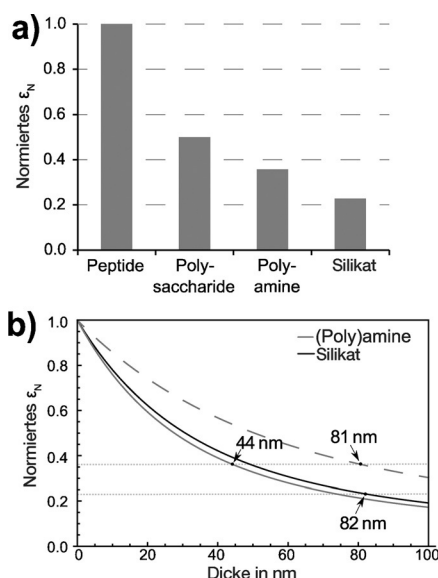 a)
Normiertes εN
1.0
0.8
0.6
0.4
0.2
0.0
Peptide
Poly-
saccharide
Poly-
amine
Silikat
b)
Normiertes εN
1.0
0.8
0.6
0.4
0.2
0.0
(Poly)amine
Silikat
44 nm
81 nm
82 nm
0
20
40
60
80
100
Dicke in nm